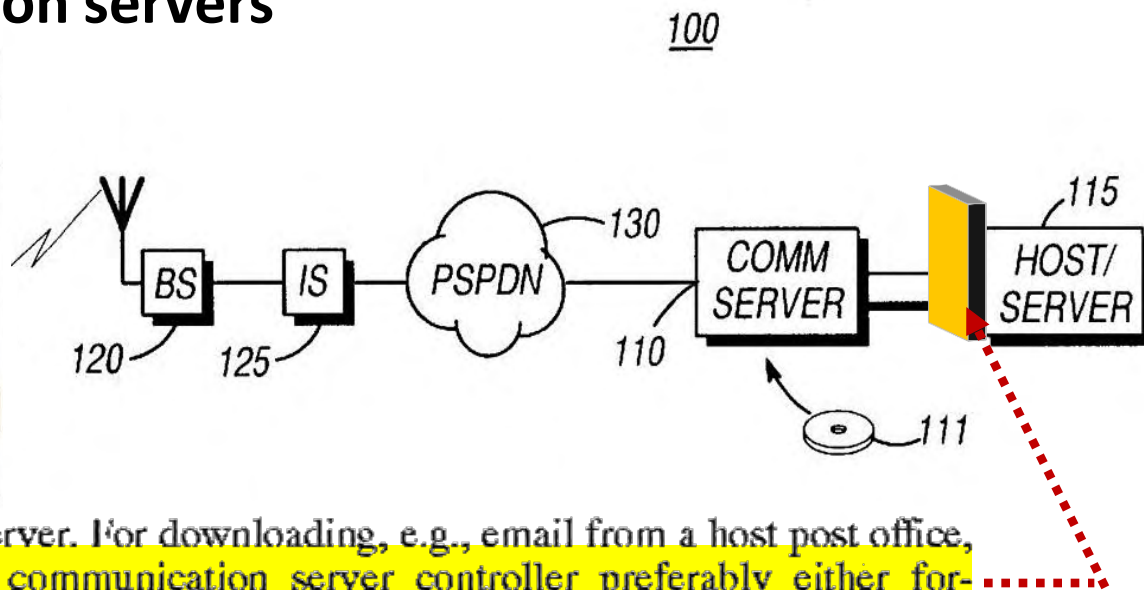 on servers
100
130
115
BS
IS
PSPDN
COMM
SERVER
HOST/
SERVER
120
125
110
111
erver. For downloading, e.g., email from a host post office,
communication server controller preferably either for-